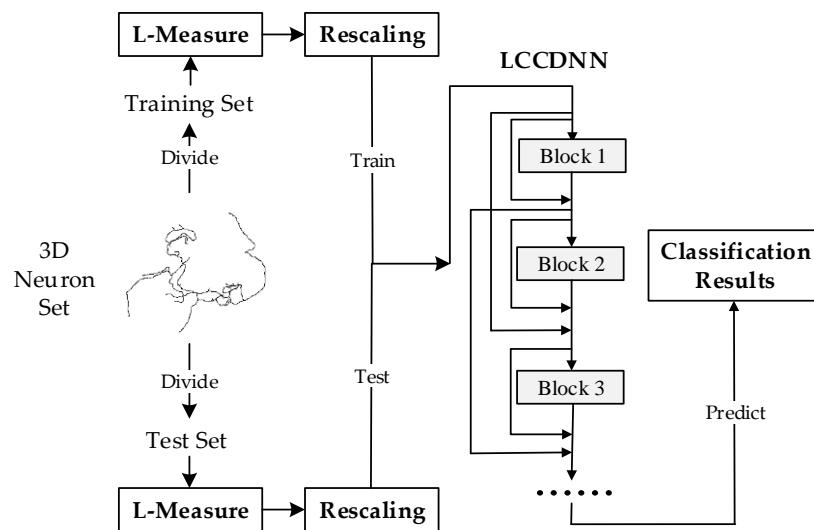 L-Measure
Rescaling
LCCDNN
Training Set
Divide
Train
Block 1
3D
Neuron
Set
Block 2
Classification
Results
Divide
Test
Block 3
Predict
Test Set
L-Measure
Rescaling
......